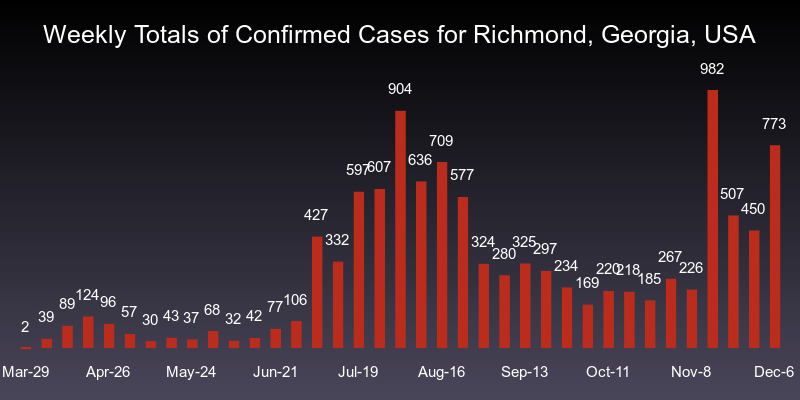 Weekly Totals of Confirmed Cases for Richmond, Georgia, USA
2 39 89 124 96 57 30 43 37 68 32 42 77 106 427 332 597 607 904 636 709 577 324 280 325 297 234 169 220 218 185 267 226 982 507 450 773
Mar-29 Apr-26 May-24 Jun-21 Jul-19 Aug-16 Sep-13 Oct-11 Nov-8 Dec-6